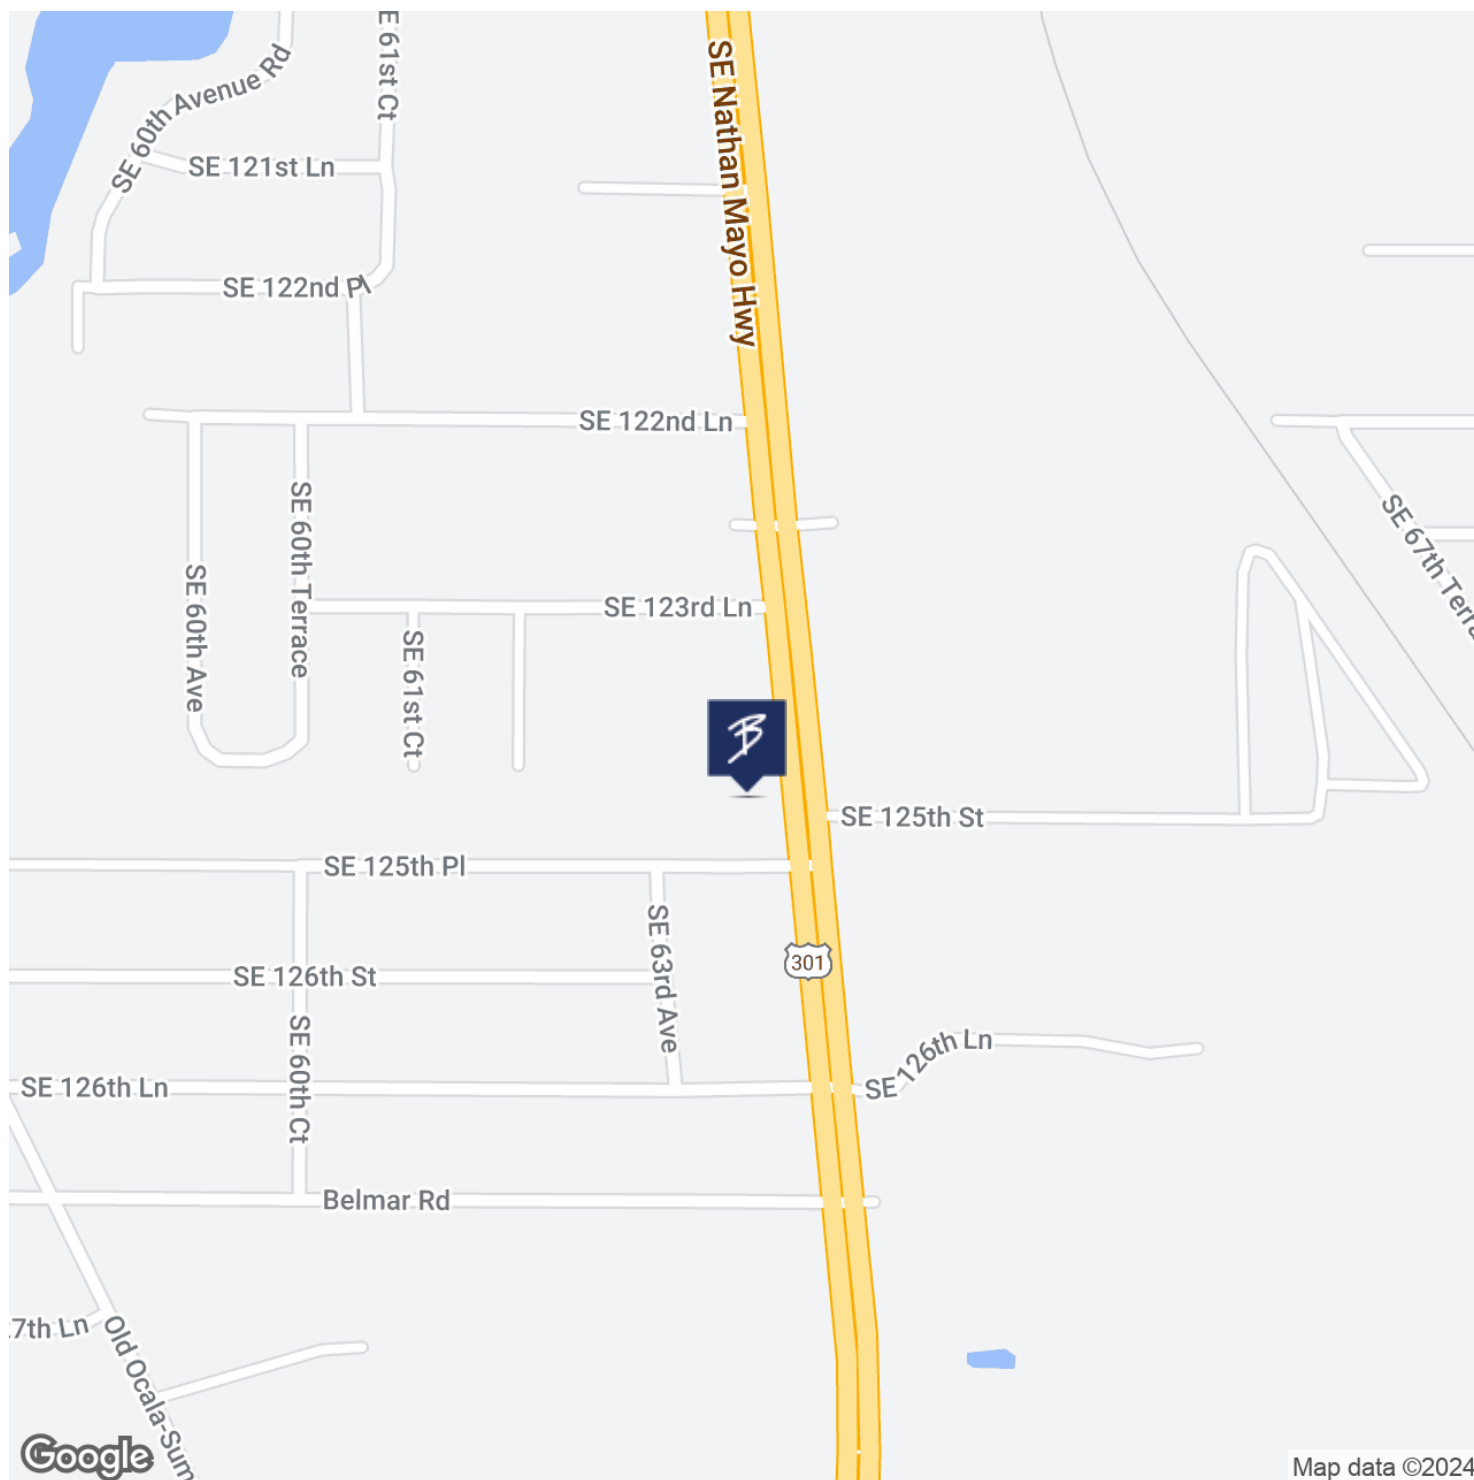 SE 61st Ct
SE Nathan Mayo Hwy
SE 60th Avenue Rd
SE 121st Ln
SE 122nd Pl
SE 122nd Ln
SE 60th Terrace
SE 67th Terra
SE 60th Ave
SE 123rd Ln
SE 61st Ct
B
SE 125th St
SE 125th Pl
SE 63rd Ave
301
SE 126th St
SE 60th Ct
SE 126th Ln
SE 126th Ln
Belmar Rd
7th Ln
Old Ocala-Sum
Google
Map data ©2024